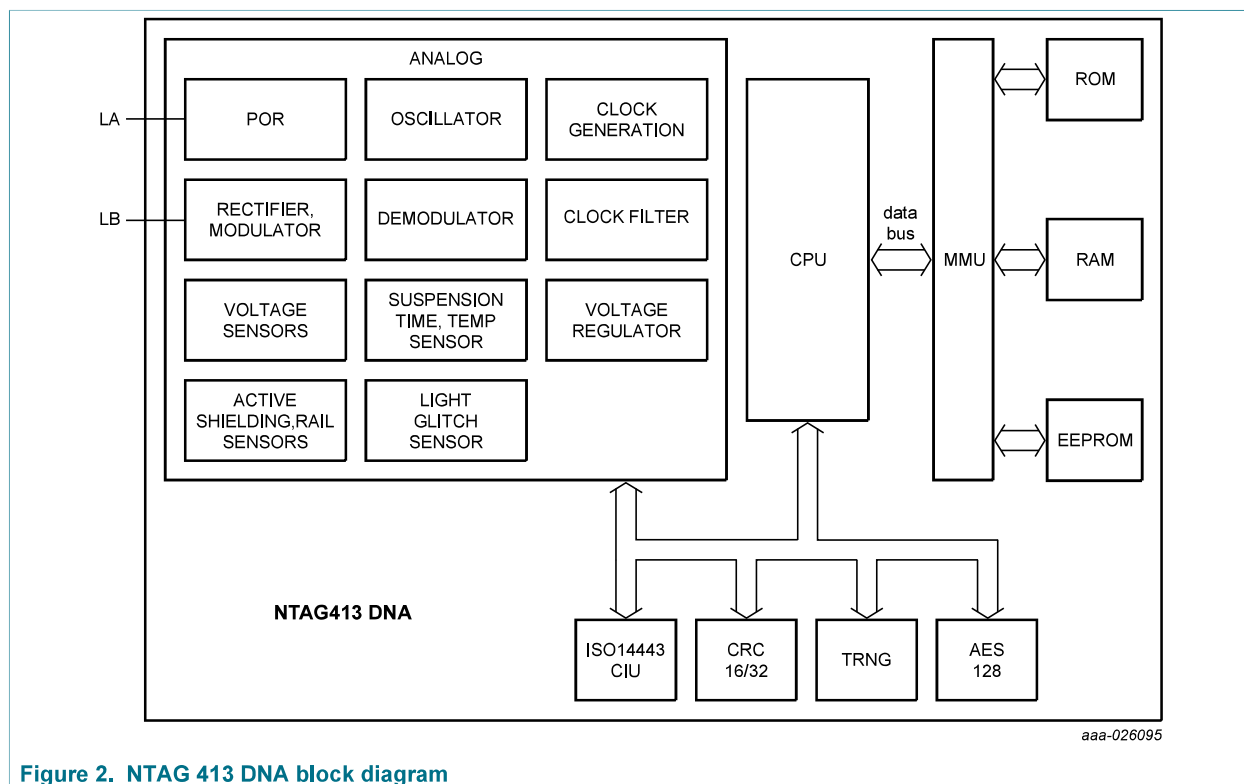 ANALOG
LA
POR
OSCILLATOR
CLOCK
GENERATION
LB
RECTIFIER,
MODULATOR
DEMODULATOR
CLOCK FILTER
VOLTAGE
SENSORS
SUSPENSION
TIME, TEMP
SENSOR
VOLTAGE
REGULATOR
ACTIVE
SHIELDING,RAIL
SENSORS
LIGHT
GLITCH
SENSOR
CPU
data
bus
MMU
ROM
RAM
EEPROM
NTAG413 DNA
ISO14443
CIU
CRC
16/32
TRNG
AES
128
aaa-026095
Figure 2. NTAG 413 DNA block diagram